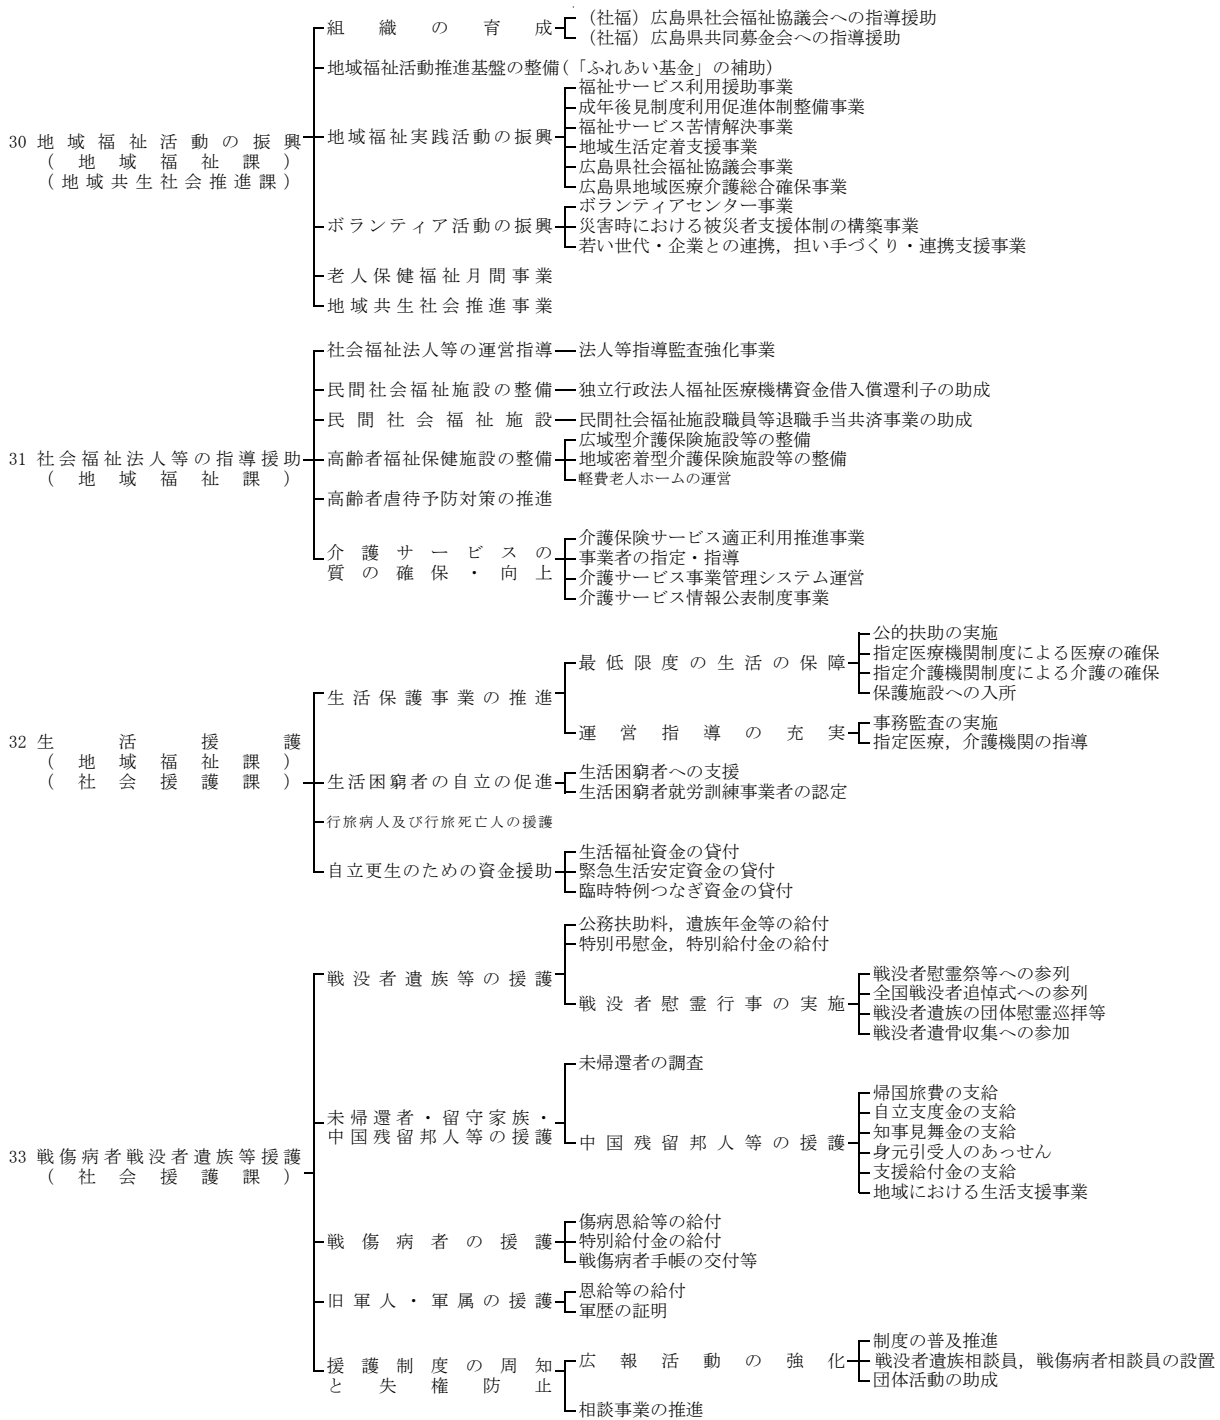 組織の育成
（社福）広島県社会福祉協議会への指導援助
（社福）広島県共同募金会への指導援助
地域福祉活動推進基盤の整備(「ふれあい基金」の補助)
30 地域福祉活動の振興
（地域福祉課）
（地域共生社会推進課）
地域福祉実践活動の振興
福祉サービス利用援助事業
成年後見制度利用促進体制整備事業
福祉サービス苦情解決事業
地域生活定着支援事業
広島県社会福祉協議会事業
広島県地域医療介護総合確保事業
ボランティア活動の振興
ボランティアセンター事業
災害時における被災者支援体制の構築事業
若い世代・企業との連携，担い手づくり・連携支援事業
老人保健福祉月間事業
地域共生社会推進事業
31 社会福祉法人等の指導援助
（地域福祉課）
社会福祉法人等の運営指導
法人等指導監査強化事業
民間社会福祉施設の整備
独立行政法人福祉医療機構資金借入償還利子の助成
民間社会福祉施設
民間社会福祉施設職員等退職手当共済事業の助成
高齢者福祉保健施設の整備
広域型介護保険施設等の整備
地域密着型介護保険施設等の整備
軽費老人ホームの運営
高齢者虐待予防対策の推進
介護サービスの
質の確保・向上
介護保険サービス適正利用推進事業
事業者の指定・指導
介護サービス事業管理システム運営
介護サービス情報公表制度事業
32 生活援護
（地域福祉課）
（社会援護課）
生活保護事業の推進
最低限度の生活の保障
公的扶助の実施
指定医療機関制度による医療の確保
指定介護機関制度による介護の確保
保護施設への入所
運営指導の充実
事務監査の実施
指定医療，介護機関の指導
生活困窮者の自立の促進
生活困窮者への支援
生活困窮者就労訓練事業者の認定
行旅病人及び行旅死亡人の援護
自立更生のための資金援助
生活福祉資金の貸付
緊急生活安定資金の貸付
臨時特例つなぎ資金の貸付
33 戦傷病者戦没者遺族等援護
（社会援護課）
戦没者遺族等の援護
公務扶助料，遺族年金等の給付
特別弔慰金，特別給付金の給付
戦没者慰霊行事の実施
戦没者慰霊祭等への参列
全国戦没者追悼式への参列
戦没者遺族の団体慰霊巡拝等
戦没者遺骨収集への参加
未帰還者・留守家族・
中国残留邦人等の援護
未帰還者の調査
中国残留邦人等の援護
帰国旅費の支給
自立支度金の支給
知事見舞金の支給
身元引受人のあっせん
支援給付金の支給
地域における生活支援事業
戦傷病者の援護
傷病恩給等の給付
特別給付金の給付
戦傷病者手帳の交付等
旧軍人・軍属の援護
恩給等の給付
軍歴の証明
援護制度の周知
と失権防止
広報活動の強化
制度の普及推進
戦没者遺族相談員，戦傷病者相談員の設置
団体活動の助成
相談事業の推進